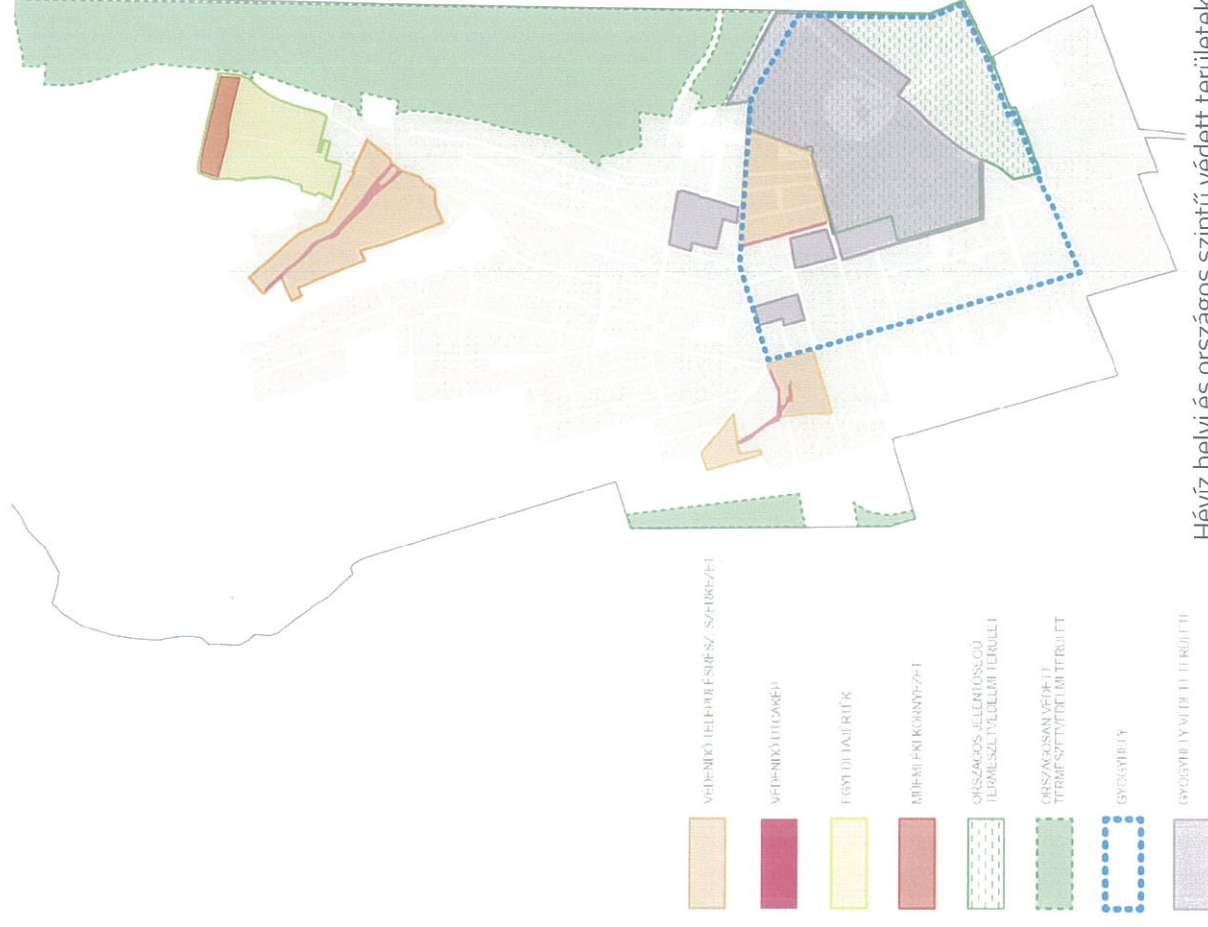 VÉDENDŐ TELEPÜLÉSRÉSZ, SZERKEZET
VÉDENDŐ UTCAKÉP
EGYEDI TÁJÉRTÉK
MŰEMLÉKI KÖRNYEZET
ORSZÁGOS JELENTŐSÉGŰ
TERMÉSZETVÉDELMI TERÜLET
ORSZÁGOSAN VÉDETT
TERMÉSZETVÉDELMI TERÜLET
GYÓGYHELY
GYÓGYHELY VÉDETT TERÜLETE
Hévíz helyi és országos szintű védett területek